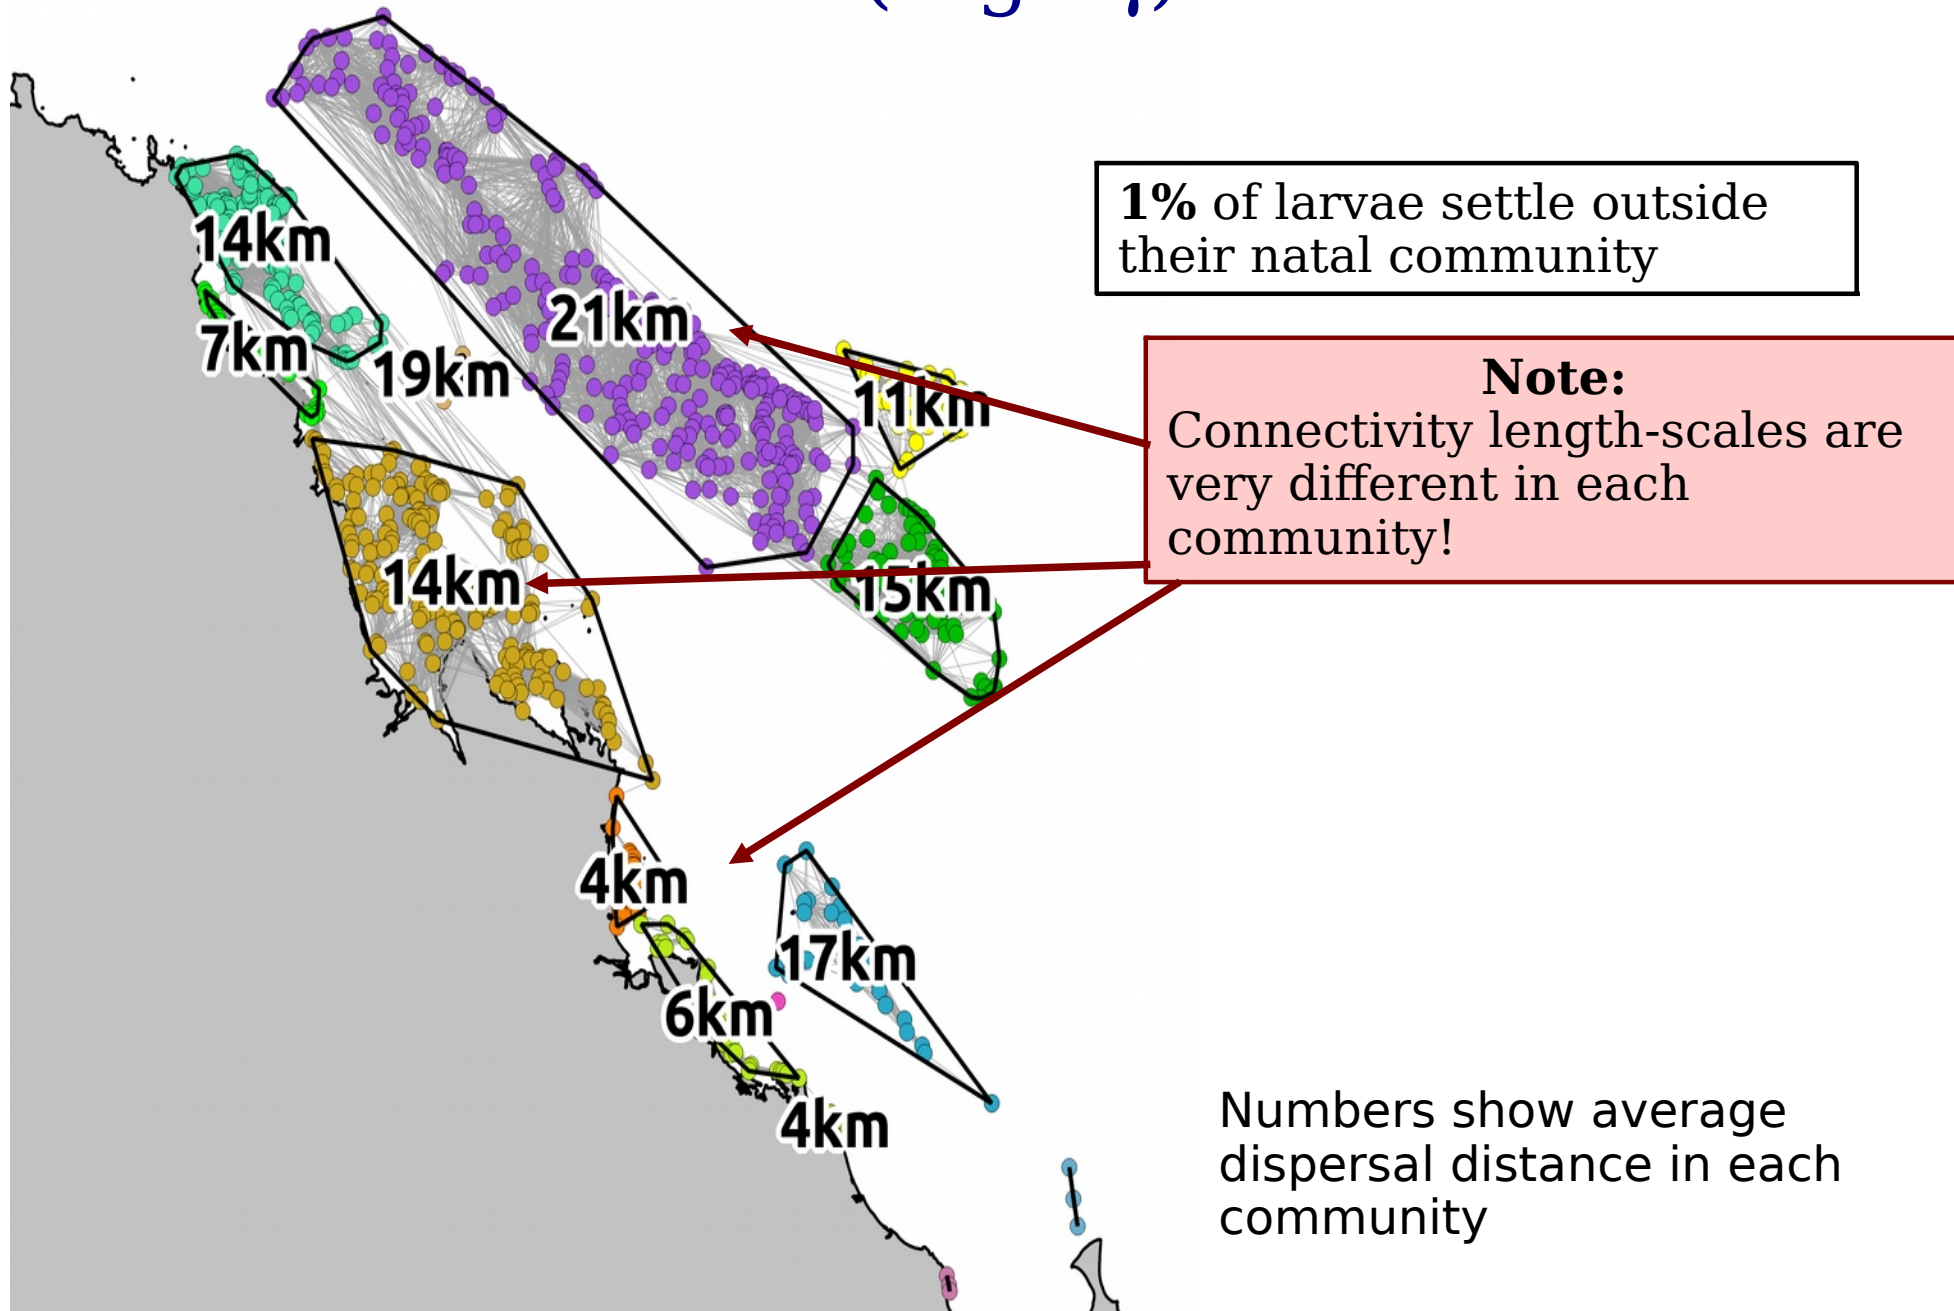 1% of larvae settle outside
their natal community
14km
21km
7km
19km
11km
Note:
Connectivity length-scales are
very different in each
community!
14km
15km
4km
17km
6km
4km
Numbers show average
dispersal distance in each
community